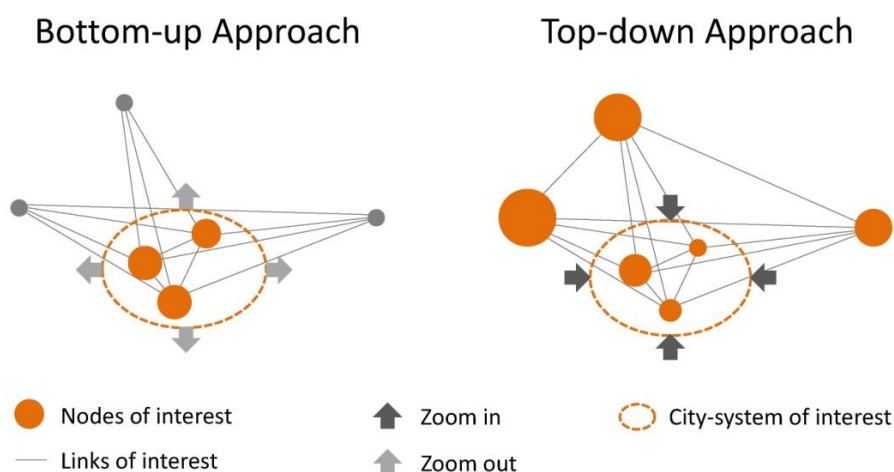 Bottom-up Approach
Top-down Approach
Nodes of interest
Zoom in
City-system of interest
Links of interest
Zoom out